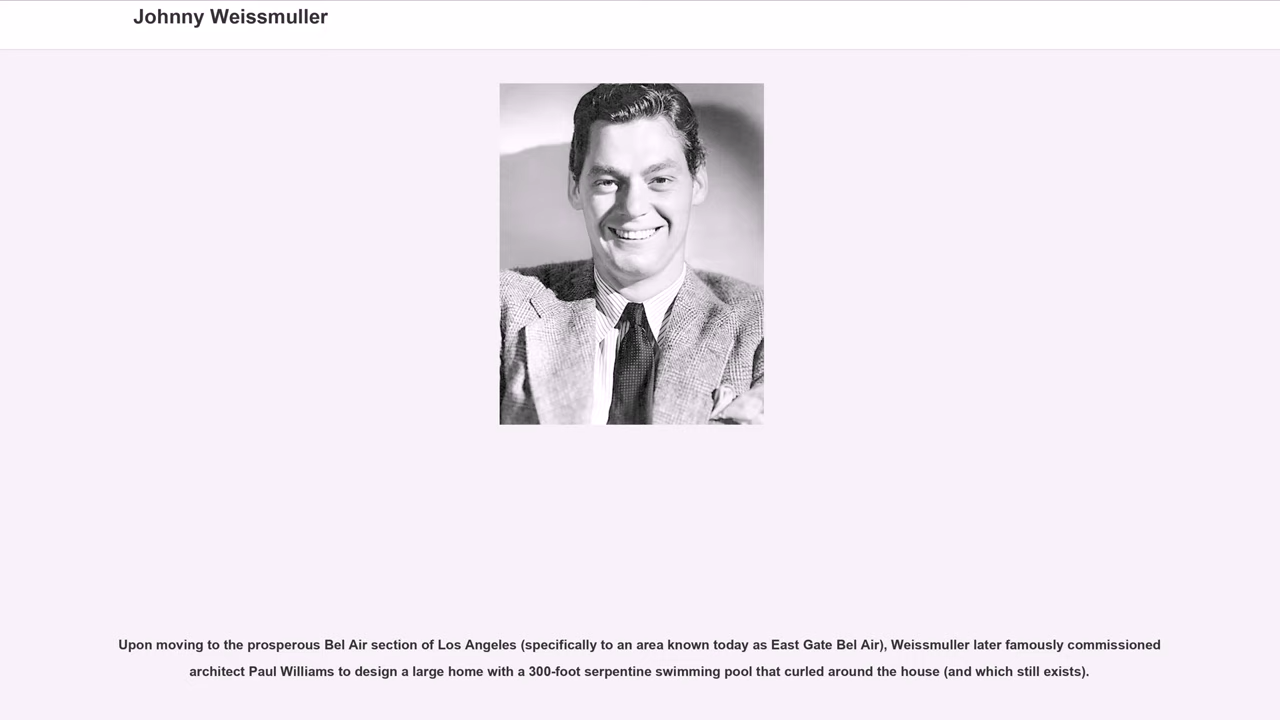 Johnny Weissmuller
Upon moving to the prosperous Bel Air section of Los Angeles (specifically to an area known today as East Gate Bel Air), Weissmuller later famously commissioned
architect Paul Williams to design a large home with a 300-foot serpentine swimming pool that curled around the house (and which still exists).